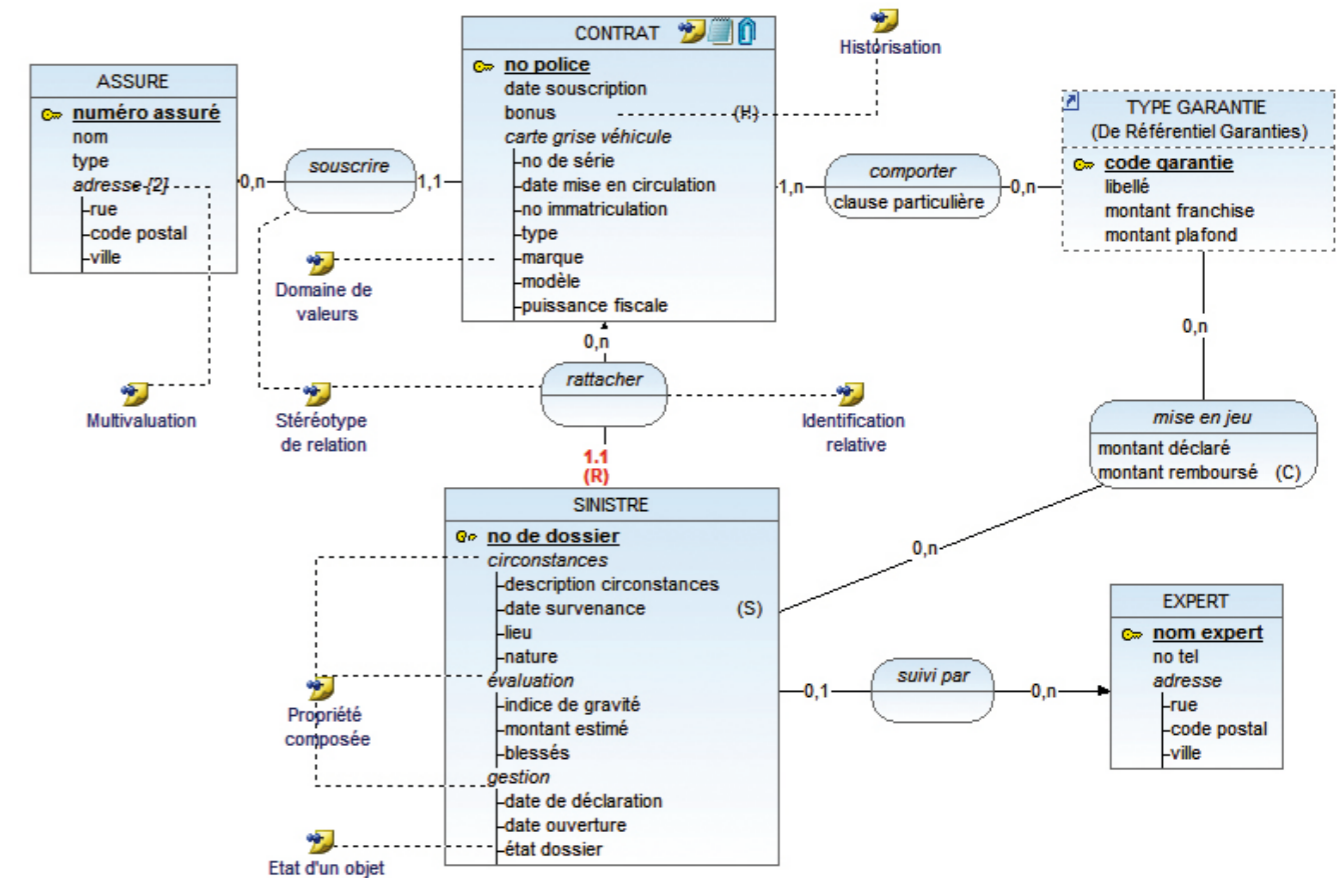 CONTRAT
no police
date souscription
bonus (H)
carte grise véhicule
no de série
date mise en circulation
no immatriculation
type
marque
modèle
puissance fiscale
Historisation
ASSURE
numéro assuré
nom
type
adresse [2]
rue
code postal
ville
0,n
souscrire
1,1
1,n
comporter
clause particulière
0,n
TYPE GARANTIE
(De Référentiel Garanties)
code garantie
libellé
montant franchise
montant plafond
Domaine de
valeurs
0,n
rattacher
1.1
(R)
Multivaluation
Stéréotype
de relation
Identification
relative
0,n
mise en jeu
montant déclaré
montant remboursé (C)
0,n
SINISTRE
no de dossier
circonstances
description circonstances
date survenance (S)
lieu
nature
évaluation
indice de gravité
montant estimé
blessés
gestion
date de déclaration
date ouverture
état dossier
Propriété
composée
Etat d'un objet
0,1
suivi par
0,n
EXPERT
nom expert
no tel
adresse
rue
code postal
ville